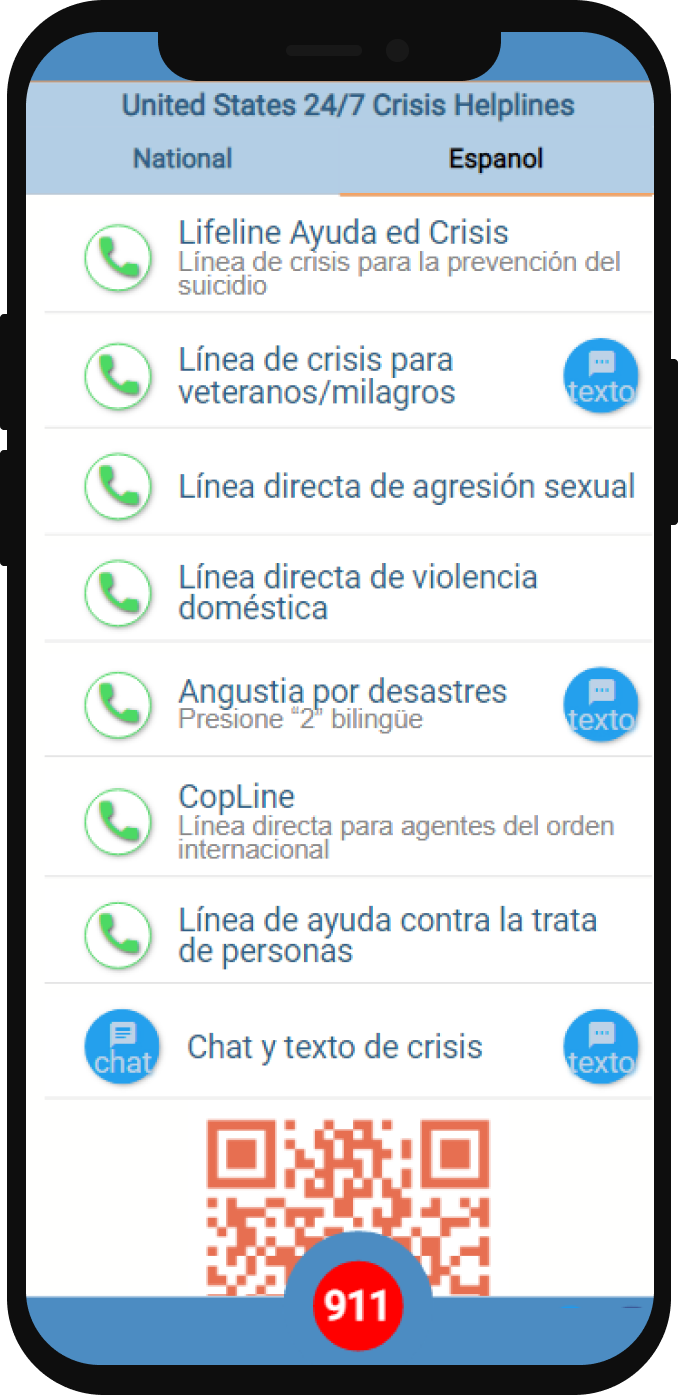 United States 24/7 Crisis Helplines
National
Espanol
Lifeline Ayuda ed Crisis
Línea de crisis para la prevención del
suicidio
Línea de crisis para
veteranos/milagros
texto
Línea directa de agresión sexual
Línea directa de violencia
doméstica
Angustia por desastres
Presione “2” bilingüe
texto
CopLine
Línea directa para agentes del orden
internacional
Línea de ayuda contra la trata
de personas
chat
Chat y texto de crisis
texto
911